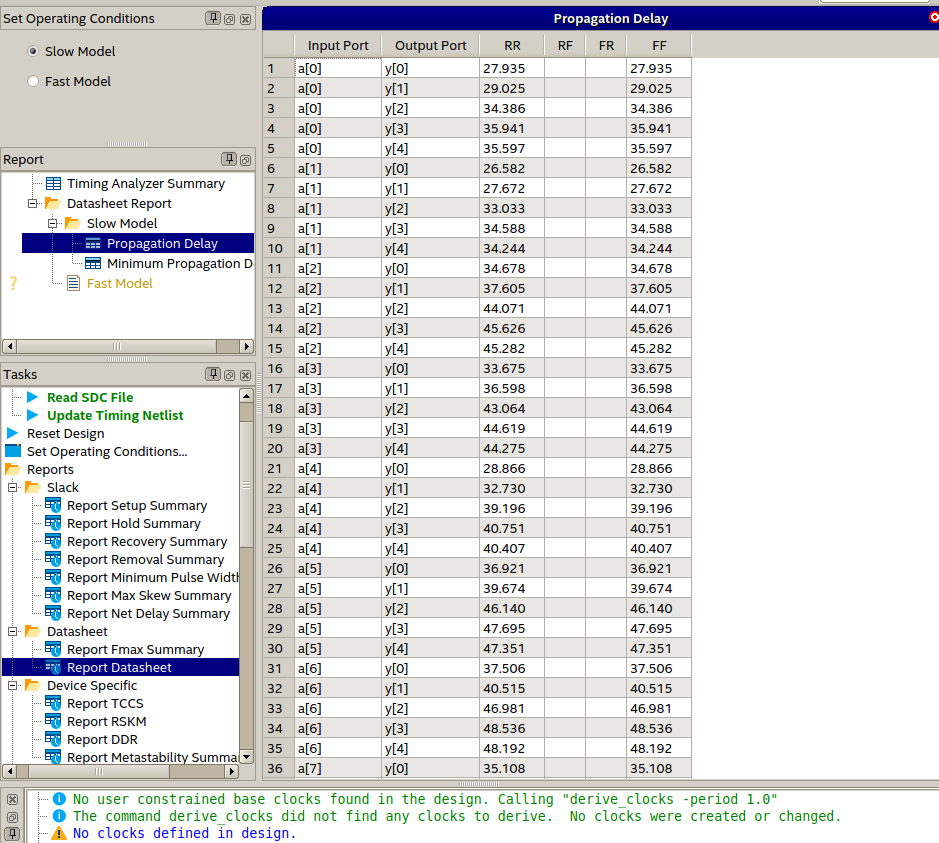 Set Operating Conditions
Slow Model
Fast Model
Report
Timing Analyzer Summary
Datasheet Report
Slow Model
Propagation Delay
Minimum Propagation D
? Fast Model
Tasks
Read SDC File
Update Timing Netlist
Reset Design
Set Operating Conditions...
Reports
Slack
Report Setup Summary
Report Hold Summary
Report Recovery Summary
Report Removal Summary
Report Minimum Pulse Width
Report Max Skew Summary
Report Net Delay Summary
Datasheet
Report Fmax Summary
Report Datasheet
Device Specific
Report TCCS
Report RSKM
Report DDR
Report Metastability Summa
Propagation Delay
Input Port Output Port RR RF FR FF
1 a[0] y[0] 27.935 27.935
2 a[0] y[1] 29.025 29.025
3 a[0] y[2] 34.386 34.386
4 a[0] y[3] 35.941 35.941
5 a[0] y[4] 35.597 35.597
6 a[1] y[0] 26.582 26.582
7 a[1] y[1] 27.672 27.672
8 a[1] y[2] 33.033 33.033
9 a[1] y[3] 34.588 34.588
10 a[1] y[4] 34.244 34.244
11 a[2] y[0] 34.678 34.678
12 a[2] y[1] 37.605 37.605
13 a[2] y[2] 44.071 44.071
14 a[2] y[3] 45.626 45.626
15 a[2] y[4] 45.282 45.282
16 a[3] y[0] 33.675 33.675
17 a[3] y[1] 36.598 36.598
18 a[3] y[2] 43.064 43.064
19 a[3] y[3] 44.619 44.619
20 a[3] y[4] 44.275 44.275
21 a[4] y[0] 28.866 28.866
22 a[4] y[1] 32.730 32.730
23 a[4] y[2] 39.196 39.196
24 a[4] y[3] 40.751 40.751
25 a[4] y[4] 40.407 40.407
26 a[5] y[0] 36.921 36.921
27 a[5] y[1] 39.674 39.674
28 a[5] y[2] 46.140 46.140
29 a[5] y[3] 47.695 47.695
30 a[5] y[4] 47.351 47.351
31 a[6] y[0] 37.506 37.506
32 a[6] y[1] 40.515 40.515
33 a[6] y[2] 46.981 46.981
34 a[6] y[3] 48.536 48.536
35 a[6] y[4] 48.192 48.192
36 a[7] y[0] 35.108 35.108
No user constrained base clocks found in the design. Calling "derive_clocks -period 1.0"
The command derive_clocks did not find any clocks to derive.  No clocks were created or changed.
No clocks defined in design.